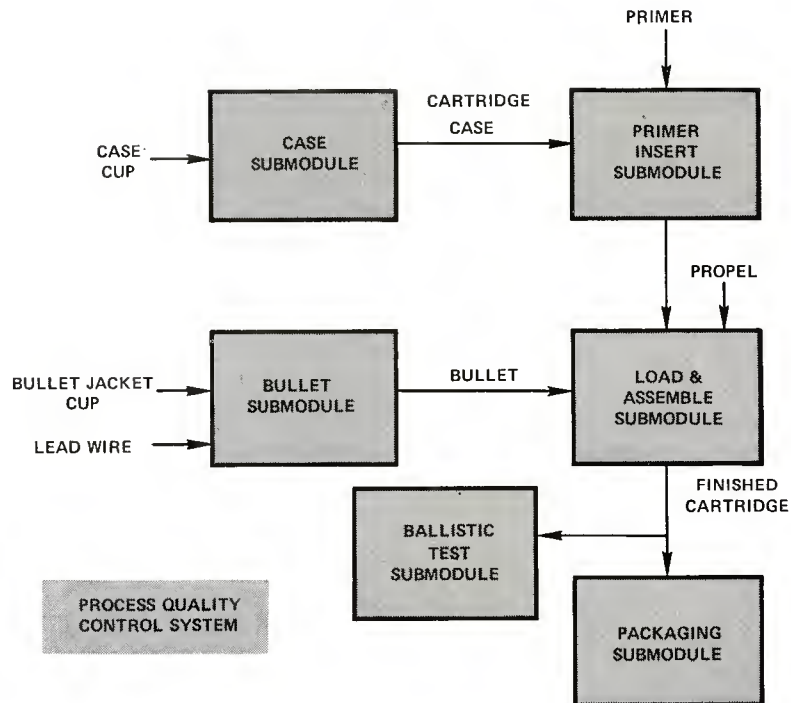 PRIMER
CASE
CUP
CASE
SUBMODULE
CARTRIDGE
CASE
PRIMER
INSERT
SUBMODULE
PROPEL
BULLET JACKET
CUP
LEAD WIRE
BULLET
SUBMODULE
BULLET
LOAD &
ASSEMBLE
SUBMODULE
FINISHED
CARTRIDGE
BALLISTIC
TEST
SUBMODULE
PROCESS QUALITY
CONTROL SYSTEM
PACKAGING
SUBMODULE